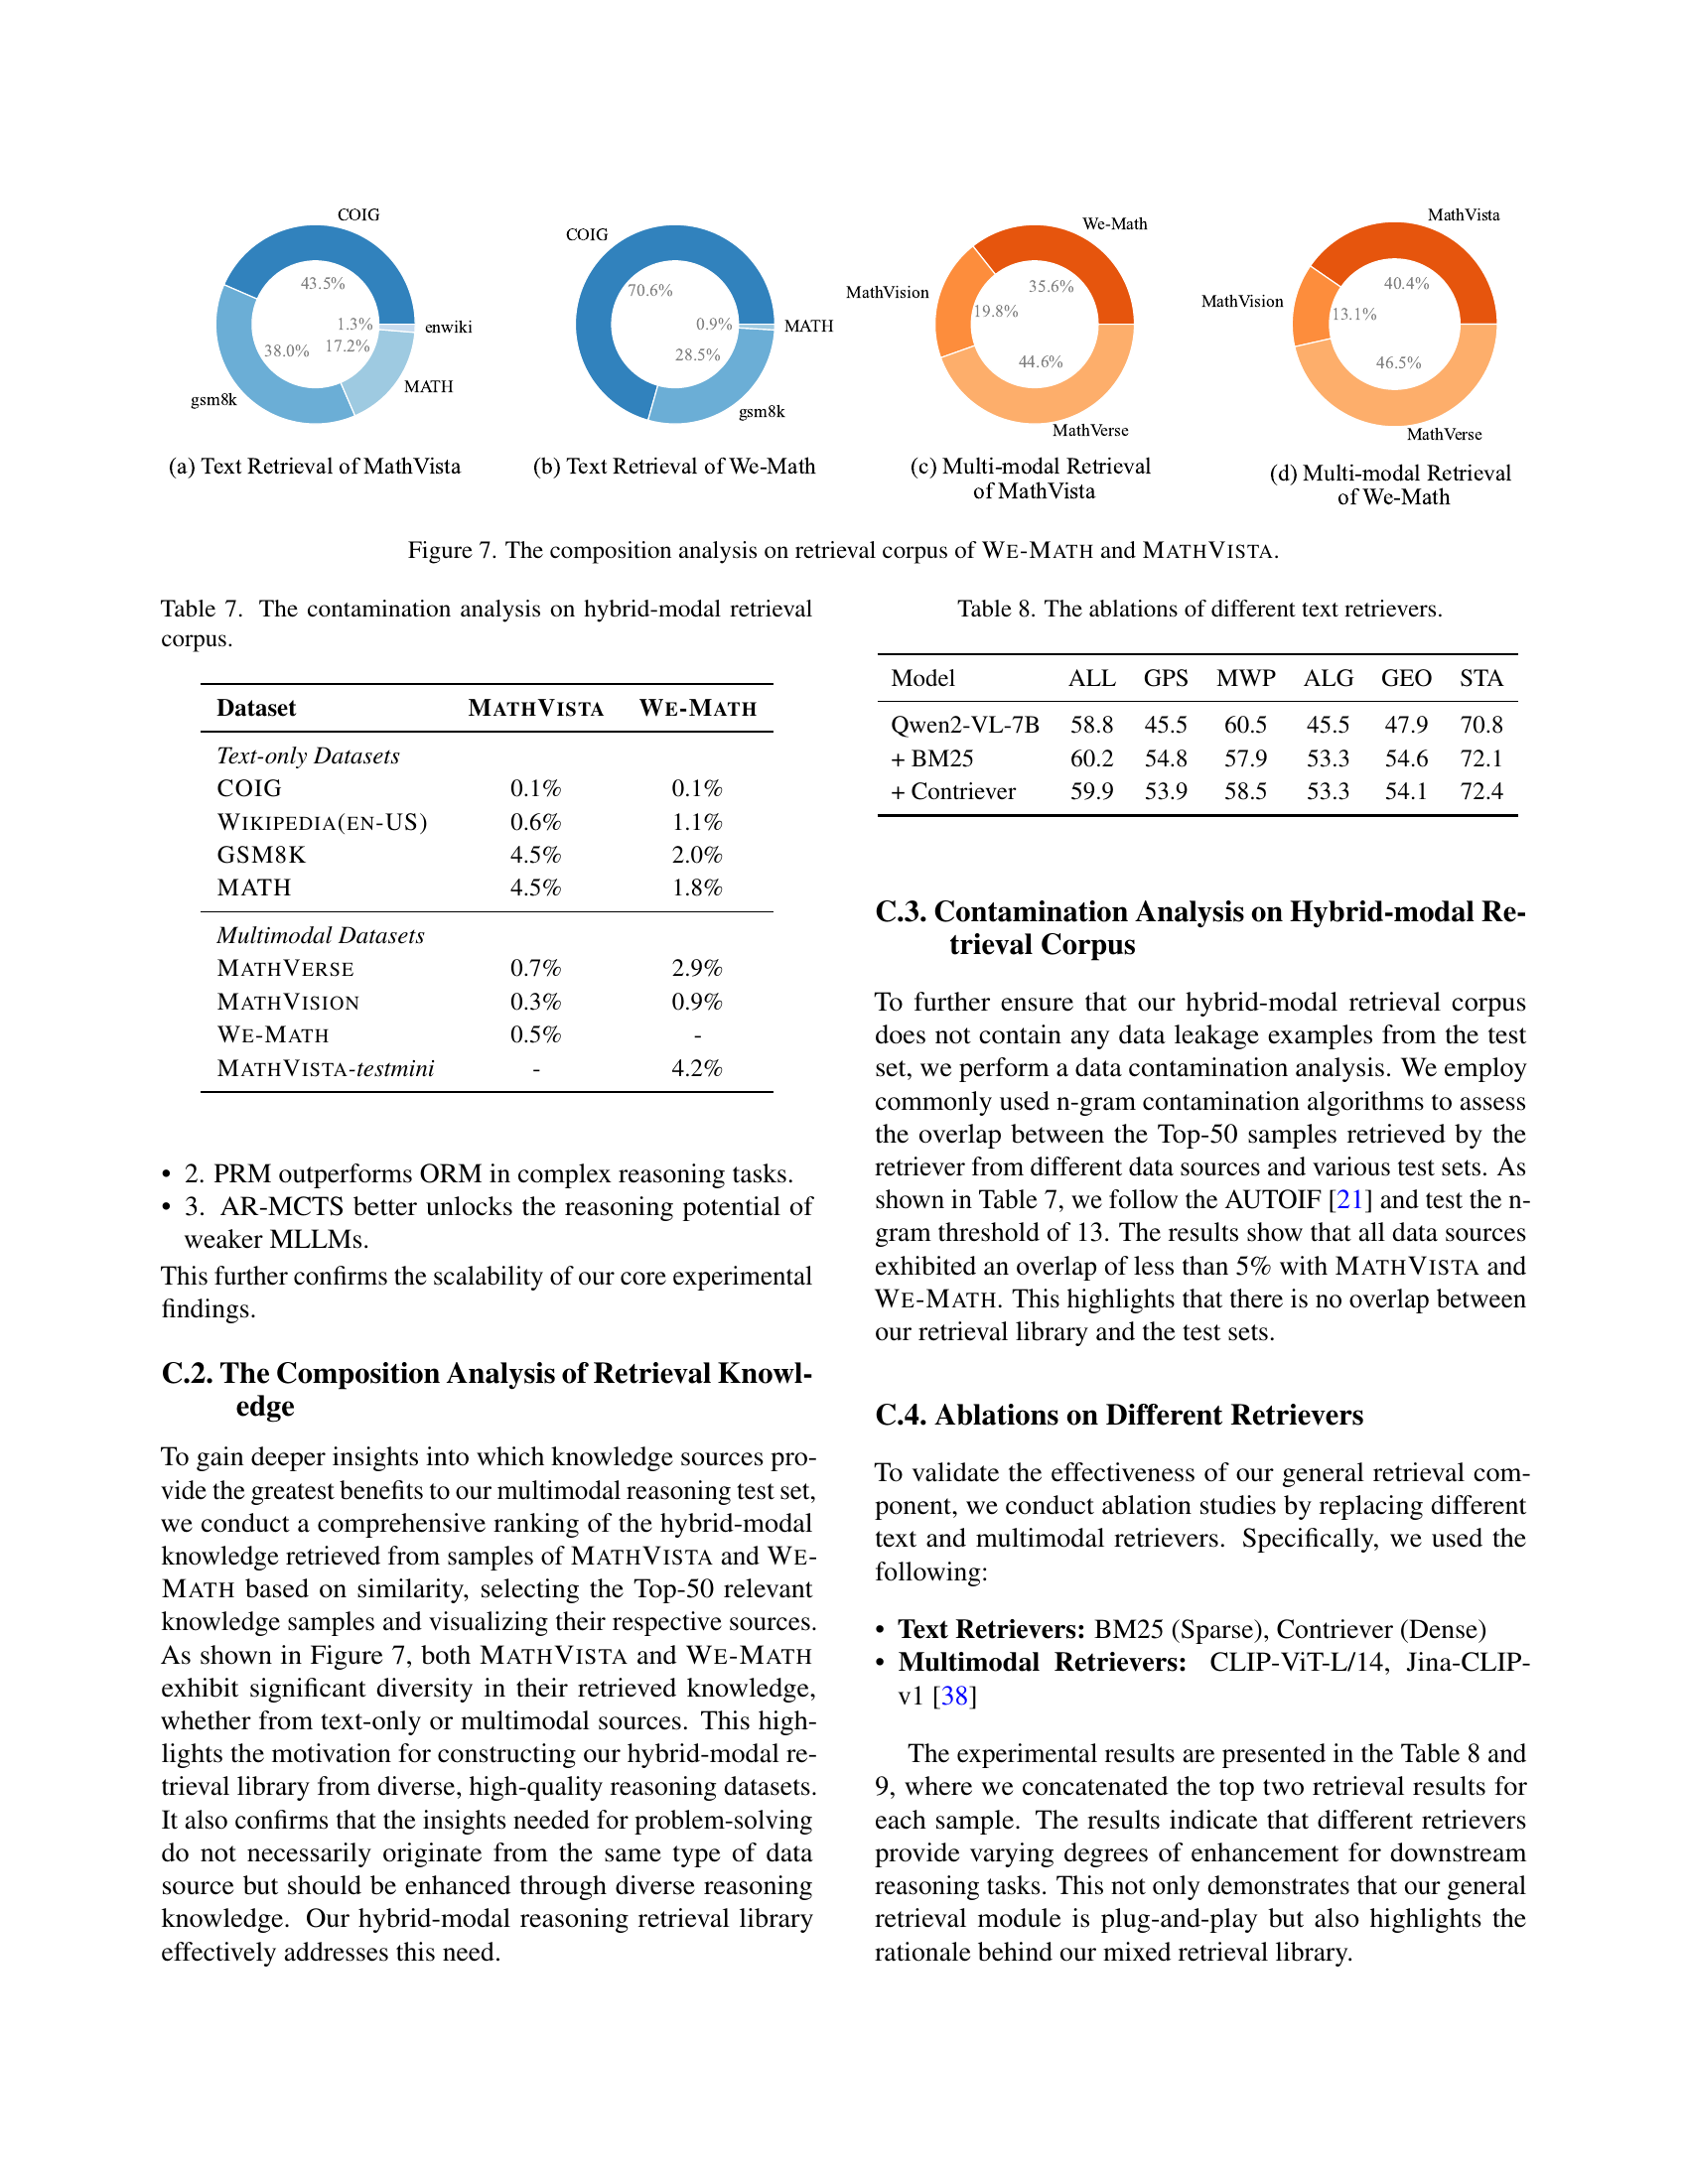 COIG
43.5%
1.3%
enwiki
38.0%
17.2%
MATH
gsm8k
(a) Text Retrieval of MathVista
COIG
70.6%
0.9%
MATH
28.5%
gsm8k
(b) Text Retrieval of We-Math
We-Math
MathVision
35.6%
19.8%
44.6%
MathVerse
(c) Multi-modal Retrieval
of MathVista
MathVista
MathVision
40.4%
13.1%
46.5%
MathVerse
(d) Multi-modal Retrieval
of We-Math
Figure 7. The composition analysis on retrieval corpus of WE-MATH and MATHVISTA.
Table 7. The contamination analysis on hybrid-modal retrieval
corpus.
Dataset MATHVISTA WE-MATH
Text-only Datasets
COIG 0.1% 0.1%
WIKIPEDIA(EN-US) 0.6% 1.1%
GSM8K 4.5% 2.0%
MATH 4.5% 1.8%
Multimodal Datasets
MATHVERSE 0.7% 2.9%
MATHVISION 0.3% 0.9%
WE-MATH 0.5% -
MATHVISTA-testmini - 4.2%
• 2. PRM outperforms ORM in complex reasoning tasks.
• 3. AR-MCTS better unlocks the reasoning potential of
weaker MLLMs.
This further confirms the scalability of our core experimental
findings.
C.2. The Composition Analysis of Retrieval Knowl-
edge
To gain deeper insights into which knowledge sources pro-
vide the greatest benefits to our multimodal reasoning test set,
we conduct a comprehensive ranking of the hybrid-modal
knowledge retrieved from samples of MATHVISTA and WE-
MATH based on similarity, selecting the Top-50 relevant
knowledge samples and visualizing their respective sources.
As shown in Figure 7, both MATHVISTA and WE-MATH
exhibit significant diversity in their retrieved knowledge,
whether from text-only or multimodal sources. This high-
lights the motivation for constructing our hybrid-modal re-
trieval library from diverse, high-quality reasoning datasets.
It also confirms that the insights needed for problem-solving
do not necessarily originate from the same type of data
source but should be enhanced through diverse reasoning
knowledge. Our hybrid-modal reasoning retrieval library
effectively addresses this need.
Table 8. The ablations of different text retrievers.
Model ALL GPS MWP ALG GEO STA
Qwen2-VL-7B 58.8 45.5 60.5 45.5 47.9 70.8
+ BM25 60.2 54.8 57.9 53.3 54.6 72.1
+ Contriever 59.9 53.9 58.5 53.3 54.1 72.4
C.3. Contamination Analysis on Hybrid-modal Re-
trieval Corpus
To further ensure that our hybrid-modal retrieval corpus
does not contain any data leakage examples from the test
set, we perform a data contamination analysis. We employ
commonly used n-gram contamination algorithms to assess
the overlap between the Top-50 samples retrieved by the
retriever from different data sources and various test sets. As
shown in Table 7, we follow the AUTOIF [21] and test the n-
gram threshold of 13. The results show that all data sources
exhibited an overlap of less than 5% with MATHVISTA and
WE-MATH. This highlights that there is no overlap between
our retrieval library and the test sets.
C.4. Ablations on Different Retrievers
To validate the effectiveness of our general retrieval com-
ponent, we conduct ablation studies by replacing different
text and multimodal retrievers. Specifically, we used the
following:
• Text Retrievers: BM25 (Sparse), Contriever (Dense)
• Multimodal Retrievers: CLIP-ViT-L/14, Jina-CLIP-
v1 [38]
The experimental results are presented in the Table 8 and
9, where we concatenated the top two retrieval results for
each sample. The results indicate that different retrievers
provide varying degrees of enhancement for downstream
reasoning tasks. This not only demonstrates that our general
retrieval module is plug-and-play but also highlights the
rationale behind our mixed retrieval library.